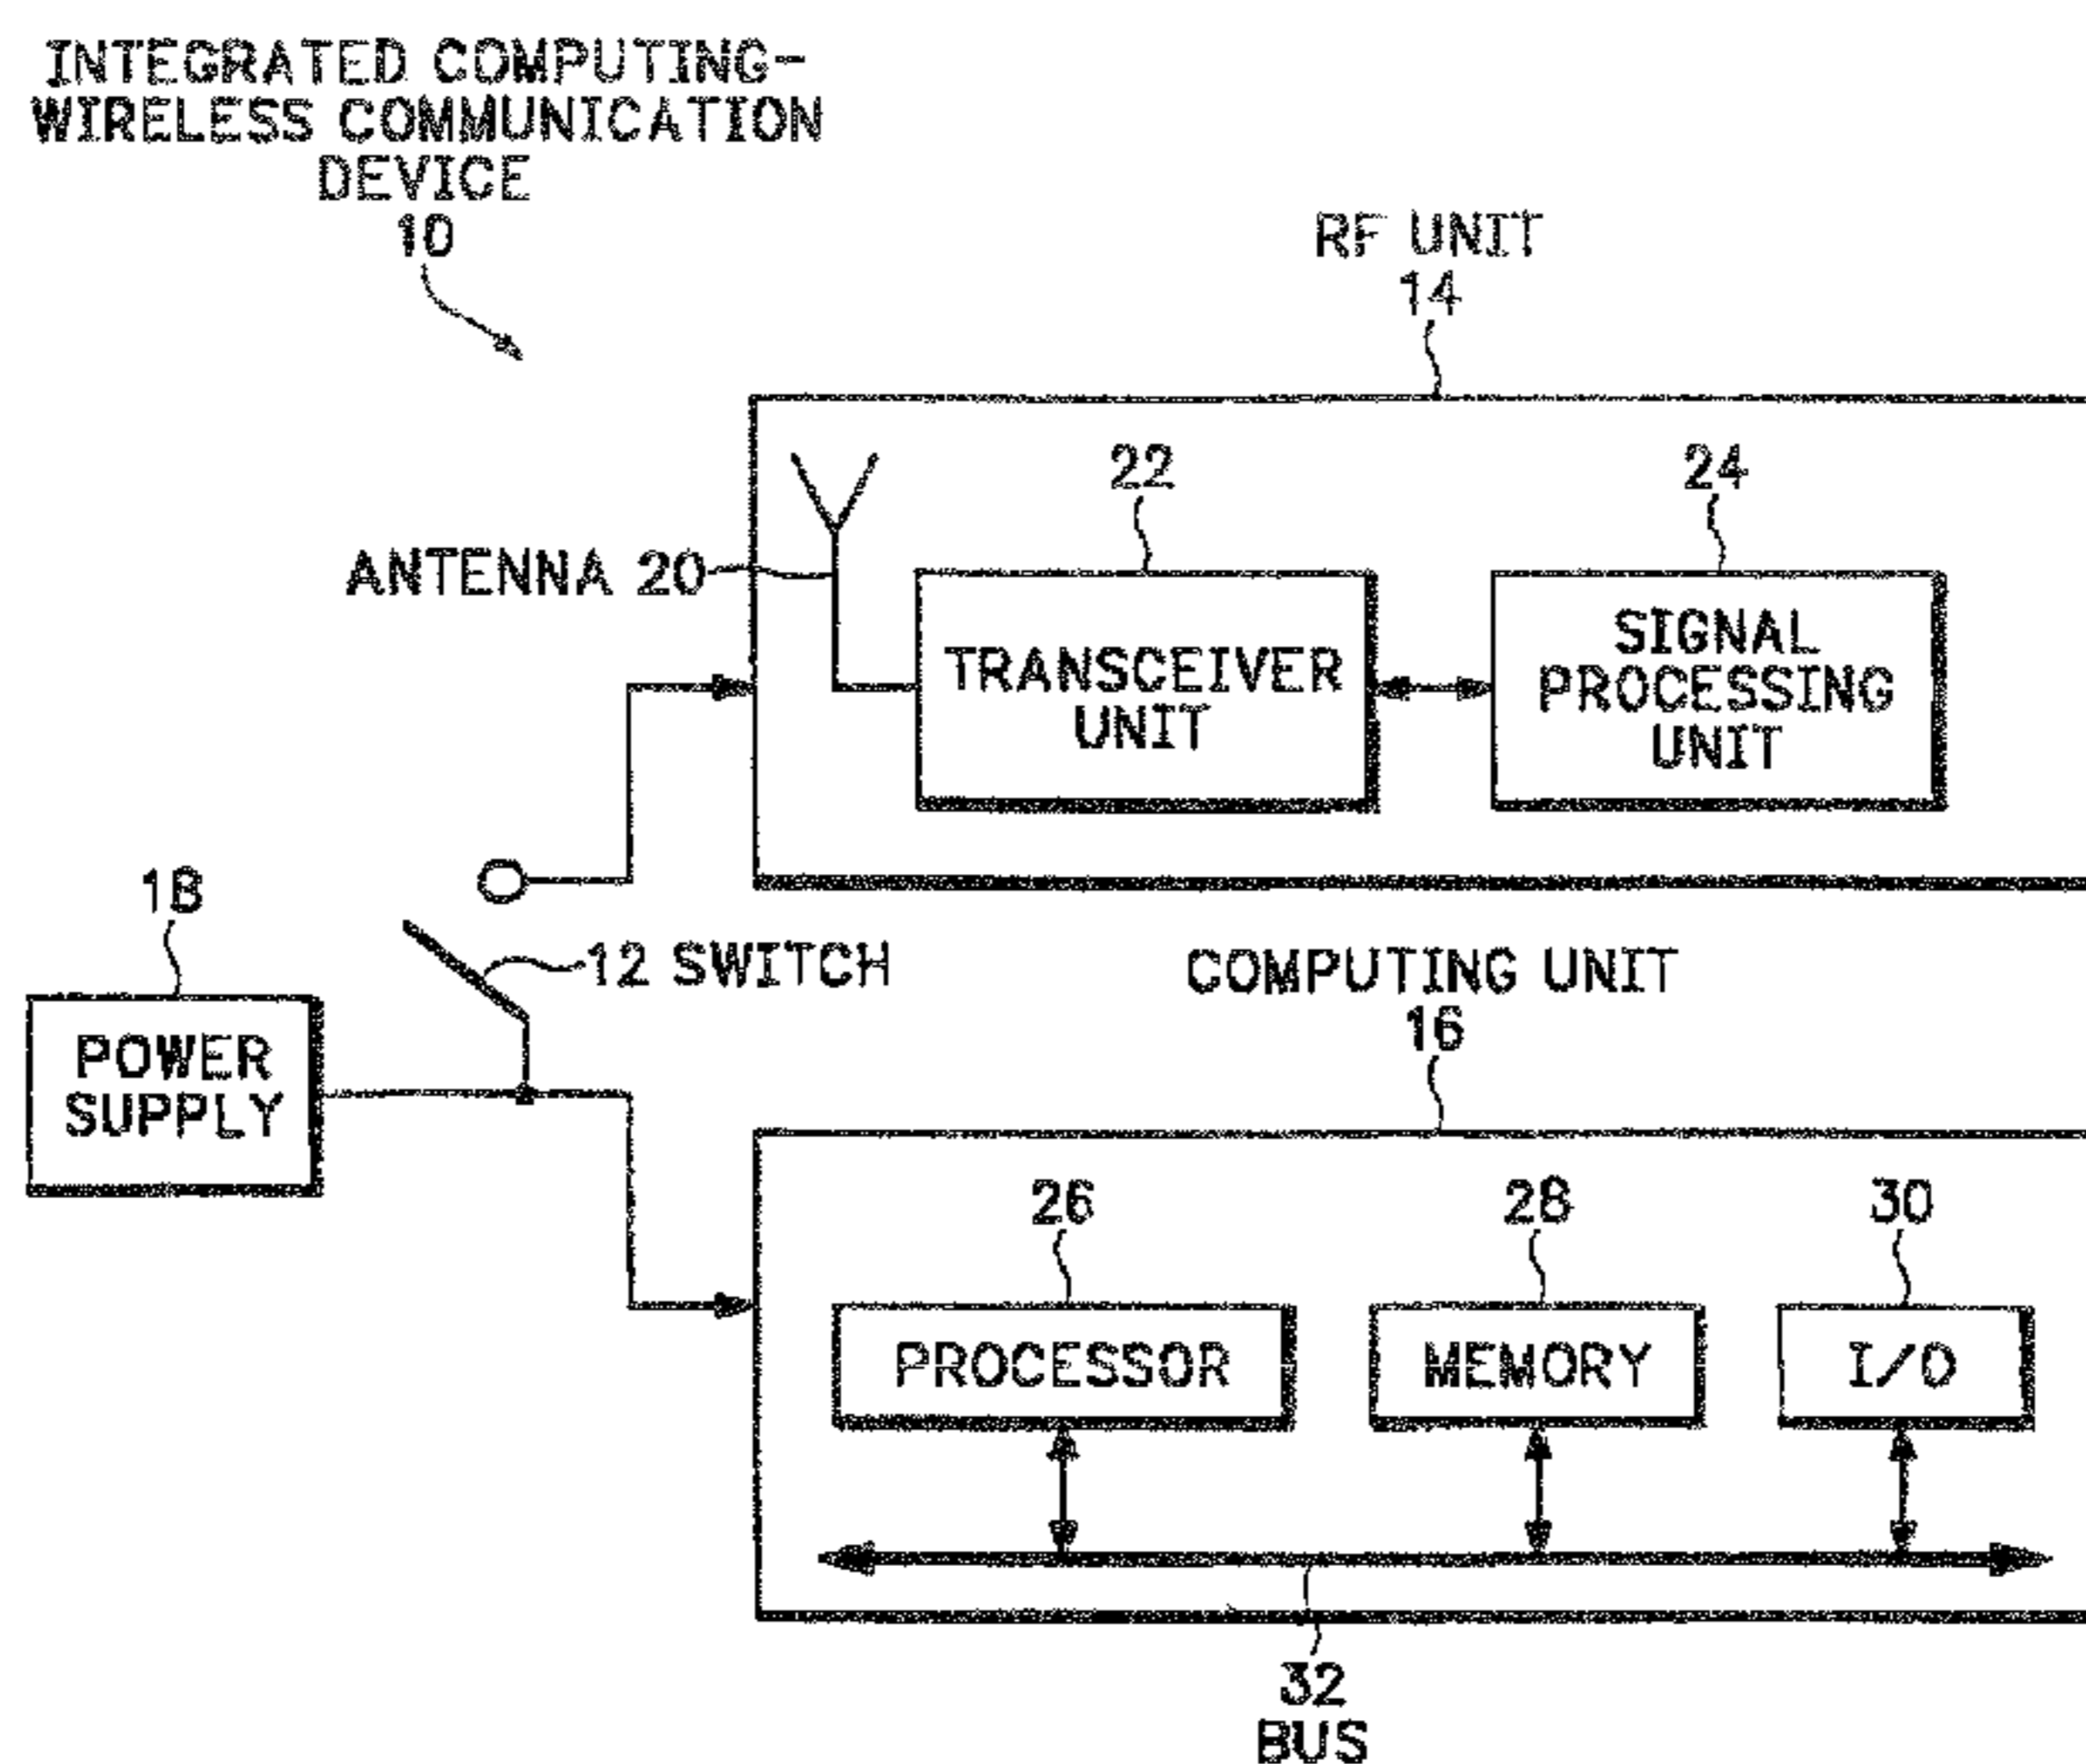 INTEGRATED COMPUTING-
WIRELESS COMMUNICATION
DEVICE
10
RF UNIT
14
22
24
ANTENNA 20
TRANSCEIVER
UNIT
SIGNAL
PROCESSING
UNIT
18
12 SWITCH
POWER
SUPPLY
COMPUTING UNIT
16
26
28
30
PROCESSOR
MEMORY
I/O
32
BUS